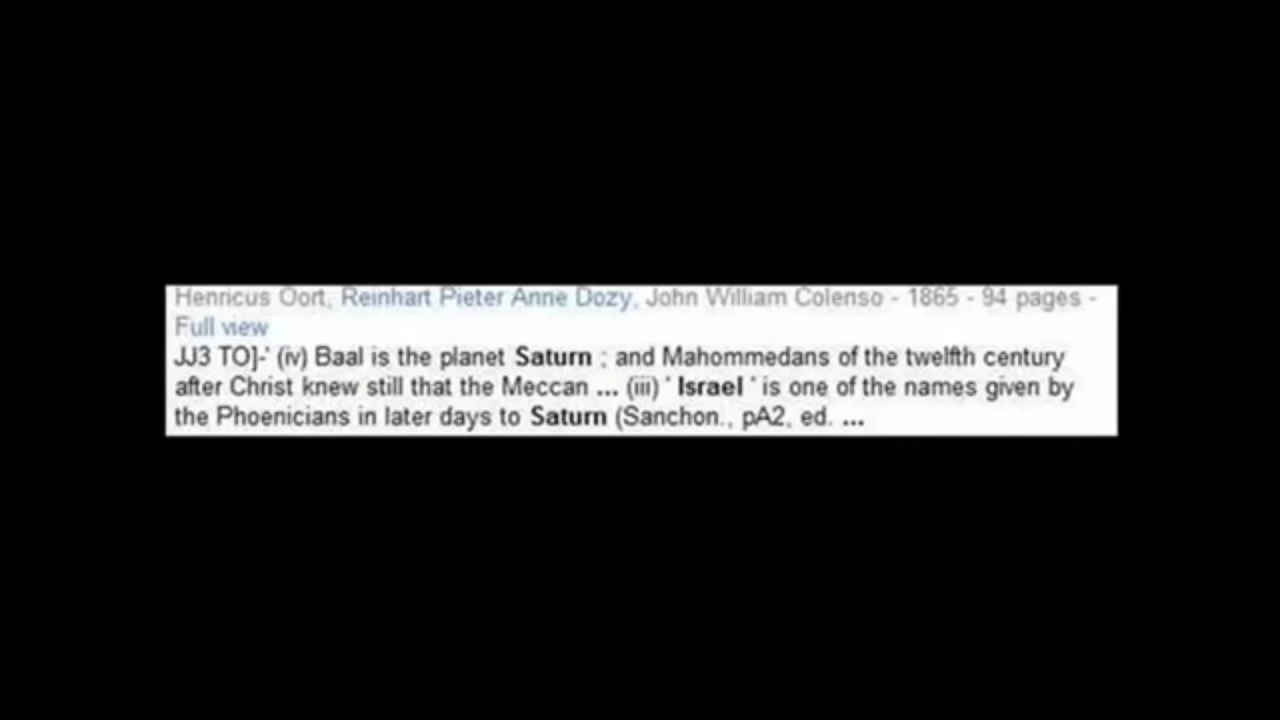 Henricus Oort, Reinhart Pieter Anne Dozy, John William Colenso - 1865 - 94 pages -
Full view
JJ3 TO]-' (iv) Baal is the planet Saturn ; and Mahommedans of the twelfth century
after Christ knew still that the Meccan ... (iii) ' Israel ' is one of the names given by
the Phoenicians in later days to Saturn (Sanchon., pA2, ed. ...